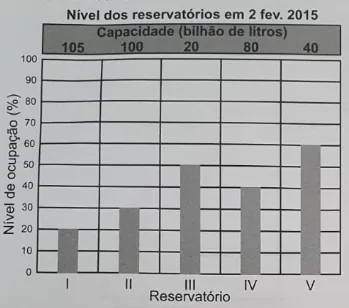 Nível dos reservatórios em 2 fev. 2015
Capacidade (bilhão de litros)
105 100 20 80 40
Nível de ocupação (%)
100
90
80
70
60
50
40
30
20
10
0
I II III IV V
Reservatório